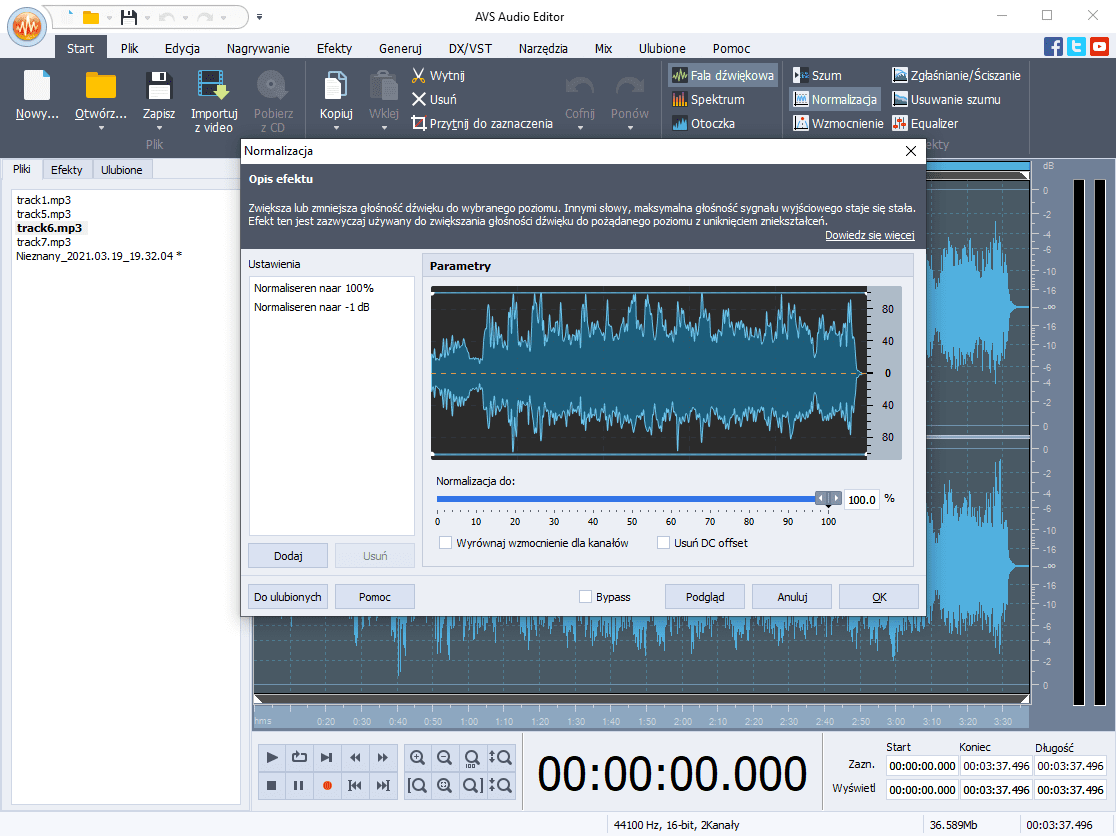 AVS Audio Editor
Start Plik Edycja Nagrywanie Efekty Generuj DX/VST Narzędzia Mix Ulubione Pomoc
Nowy... Otwórz... Zapisz Importuj z video Pobierz z CD
Plik
Kopiuj Wklej
Wytnij
Usuń
Przytnij do zaznaczenia
Cofnij Ponów
Fala dźwiękowa
Spektrum
Otoczka
Szum
Normalizacja
Wzmocnienie
Zgłaśnianie/Ściszanie
Usuwanie szumu
Equalizer
ekty
Pliki Efekty Ulubione
track1.mp3
track5.mp3
track6.mp3
track7.mp3
Nieznany_2021.03.19_19.32.04 *
Normalizacja
Opis efektu
Zwiększa lub zmniejsza głośność dźwięku do wybranego poziomu. Innymi słowy, maksymalna głośność sygnału wyjściowego staje się stała.
Efekt ten jest zazwyczaj używany do zwiększania głośności dźwięku do pożądanego poziomu z uniknięciem zniekształceń.
Dowiedz się więcej
Ustawienia
Normaliseren naar 100%
Normaliseren naar -1 dB
Parametry
80
40
0
40
80
Normalizacja do:
100.0 %
0 10 20 30 40 50 60 70 80 90 100
Wyrównaj wzmocnienie dla kanałów Usuń DC offset
Dodaj Usuń
Do ulubionych Pomoc Bypass Podgląd Anuluj OK
dB
0
-2
-4
-6
-10
-16
-∞
-16
-10
-6
-4
-2
0
0
-2
-4
-6
-10
-16
-∞
-16
-10
-6
-4
-2
0
hms 0:20 0:30 0:40 0:50 1:00 1:10 1:20 1:30 1:40 1:50 2:00 2:10 2:20 2:30 2:40 2:50 3:00 3:10 3:20 3:30
100
00:00:00.000
Start Koniec Długość
Zazn. 00:00:00.000 00:03:37.496 00:03:37.496
Wyświetl 00:00:00.000 00:03:37.496 00:03:37.496
44100 Hz, 16-bit, 2Kanały 36.589Mb 00:03:37.496